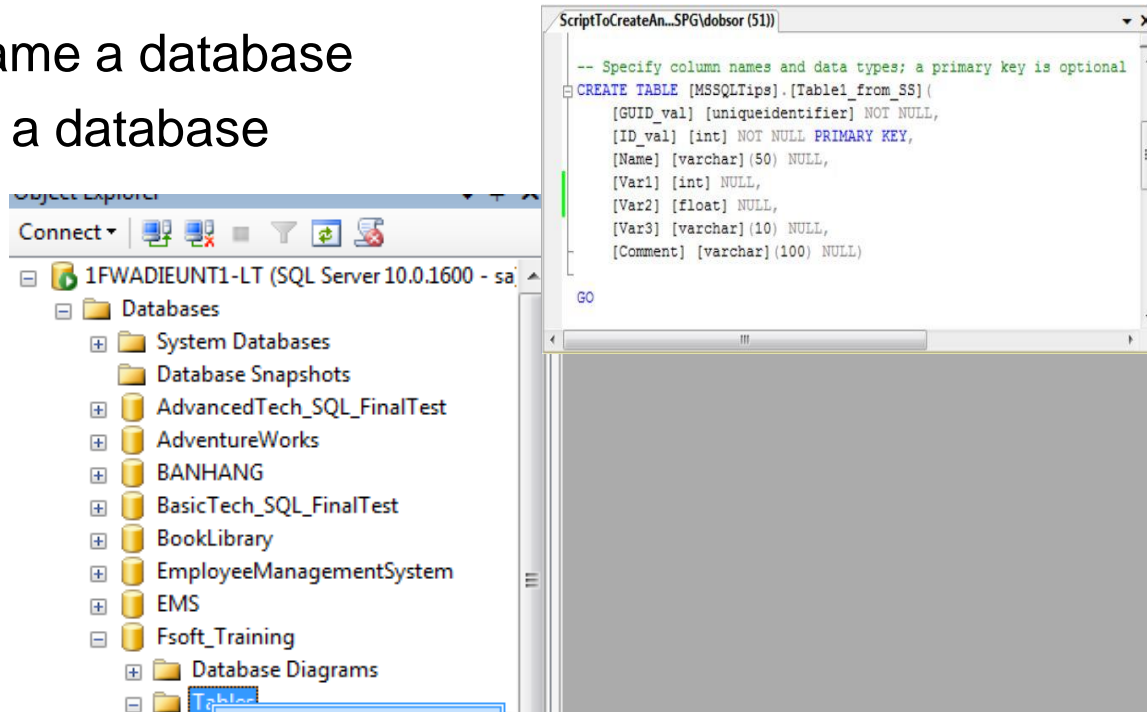 ame a database
a database
ScriptToCreateAn...SPG\dobsor (51))
-- Specify column names and data types; a primary key is optional
CREATE TABLE [MSSQLTips].[Table1_from_SS](
[GUID_val] [uniqueidentifier] NOT NULL,
[ID_val] [int] NOT NULL PRIMARY KEY,
[Name] [varchar](50) NULL,
[Var1] [int] NULL,
[Var2] [float] NULL,
[Var3] [varchar](10) NULL,
[Comment] [varchar](100) NULL)
GO
Object Explorer
Connect
1FWADIEUNT1-LT (SQL Server 10.0.1600 - sa)
Databases
System Databases
Database Snapshots
AdvancedTech_SQL_FinalTest
AdventureWorks
BANHANG
BasicTech_SQL_FinalTest
BookLibrary
EmployeeManagementSystem
EMS
Fsoft_Training
Database Diagrams
Tables